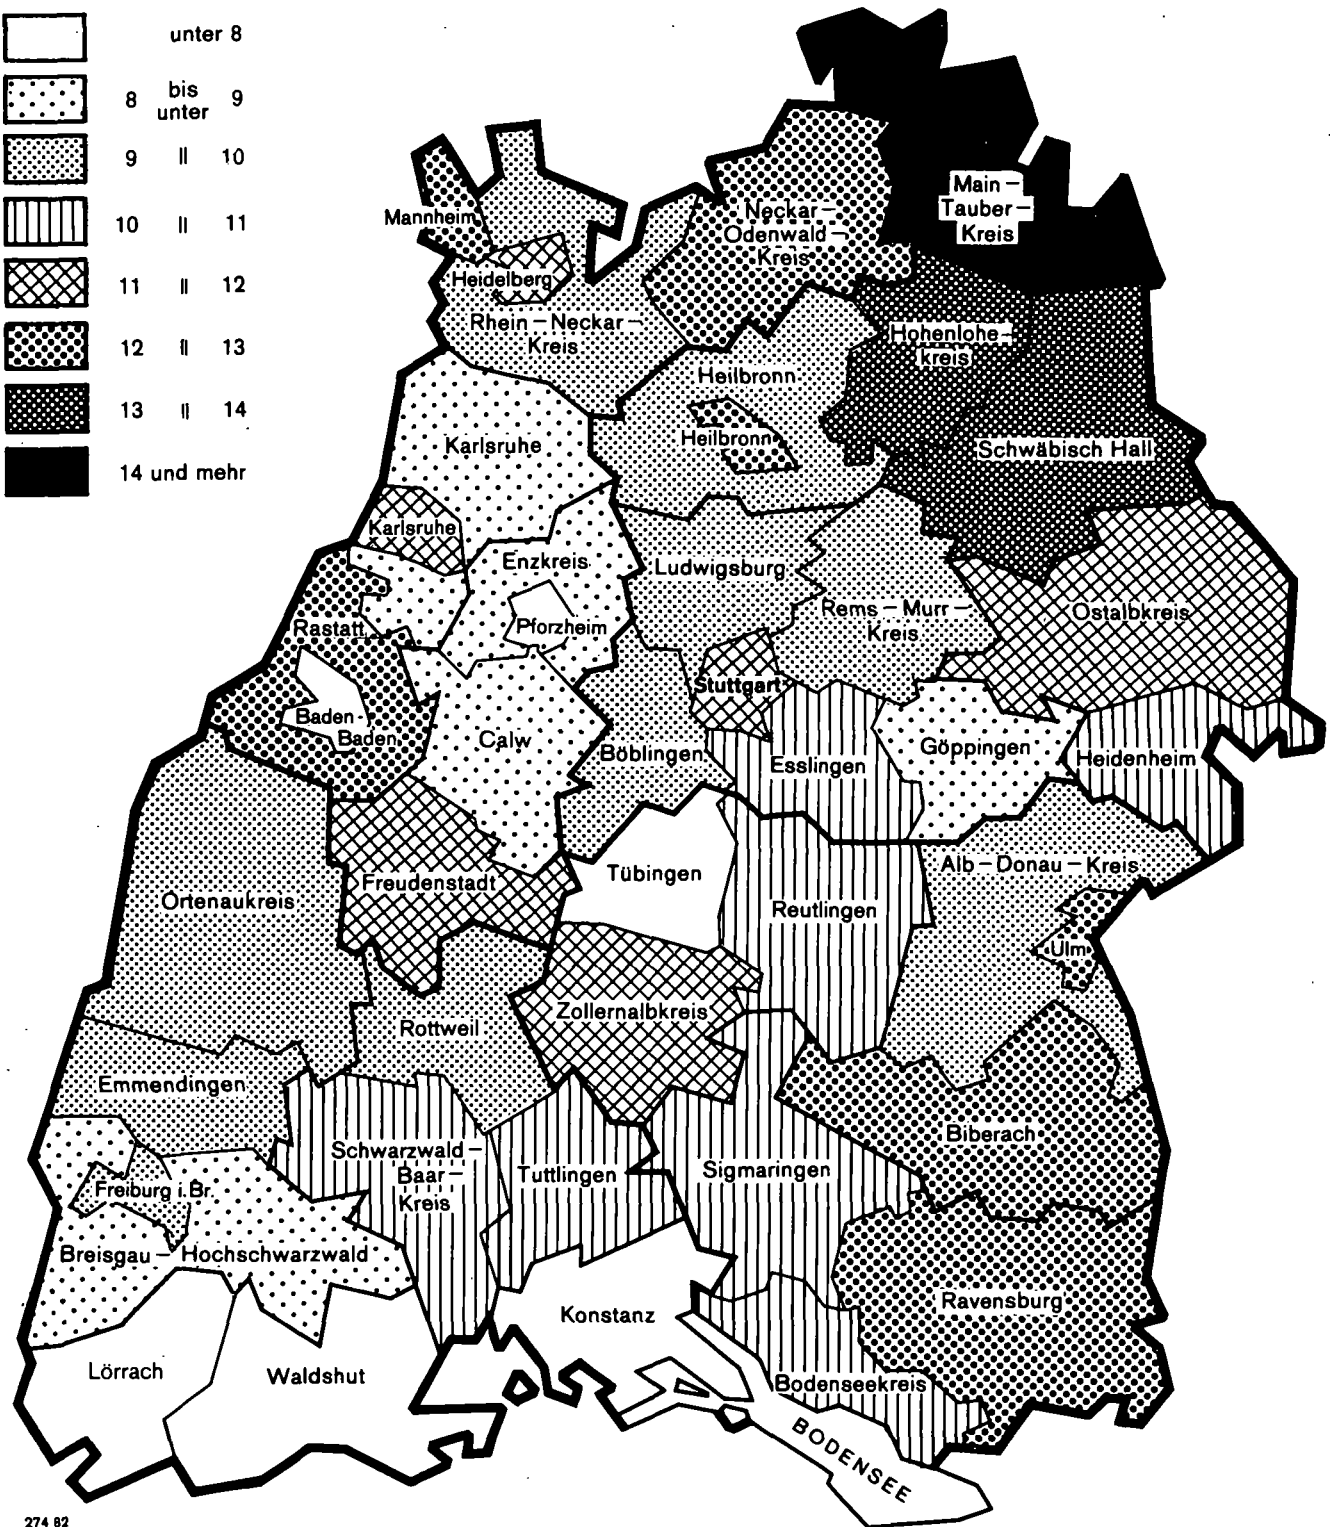 unter 8
8 bis unter 9
9 " 10
10 " 11
11 " 12
12 " 13
13 " 14
14 und mehr
Main –
Tauber –
Kreis
Mannheim
Neckar –
Odenwald –
Kreis
Heidelberg
Rhein – Neckar –
Kreis
Hohenlohe –
kreis
Heilbronn
Heilbronn
Karlsruhe
Schwäbisch Hall
Karlsruhe
Enzkreis
Ludwigsburg
Pforzheim
Rems – Murr –
Kreis
Ostalbkreis
Rastatt
Stuttgart
Baden-
Baden
Calw
Böblingen
Esslingen
Göppingen
Heidenheim
Tübingen
Alb – Donau – Kreis
Freudenstadt
Ortenaukreis
Reutlingen
Ulm
Zollernalbkreis
Rottweil
Emmendingen
Biberach
Schwarzwald –
Baar –
Kreis
Tuttlingen
Sigmaringen
Freiburg i. Br.
Breisgau – Hochschwarzwald
Ravensburg
Konstanz
Lörrach
Waldshut
Bodenseekreis
BODENSEE
274 82